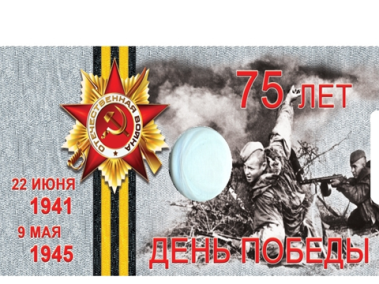 75 ЛЕТ
ОТЕЧЕСТВЕННАЯ ВОЙНА
22 ИЮНЯ
1941
9 МАЯ
1945
ДЕНЬ ПОБЕДЫ